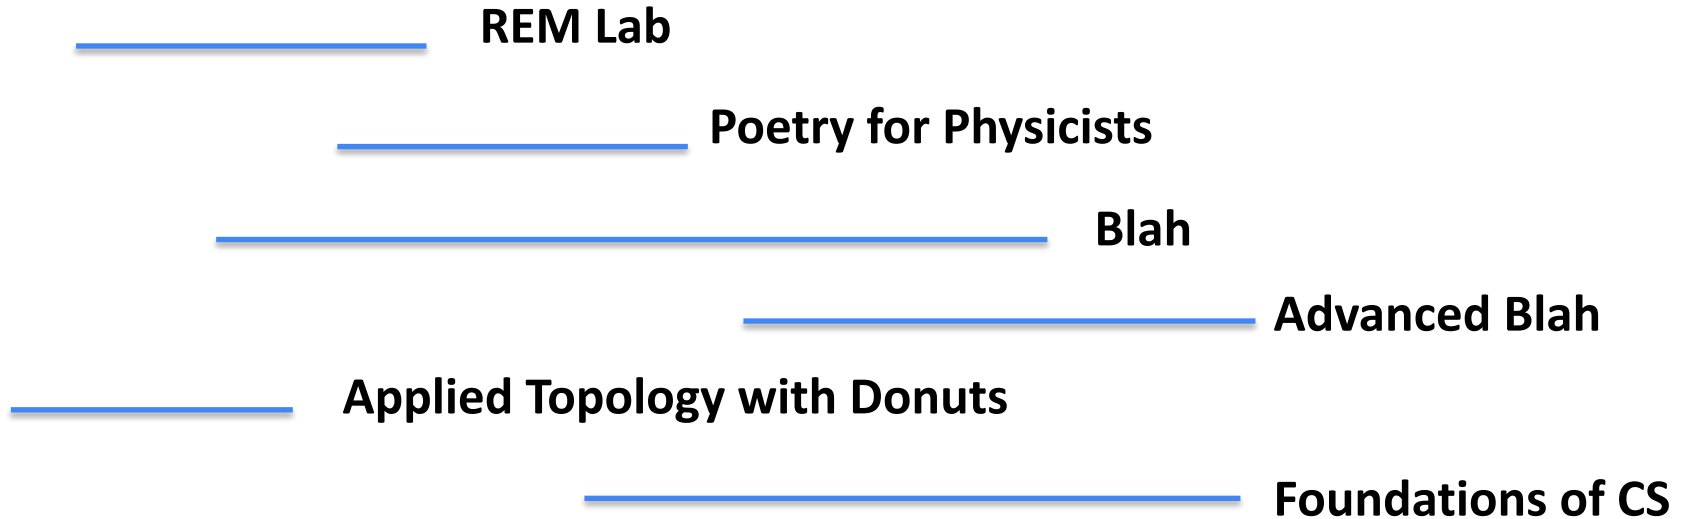 REM Lab
Poetry for Physicists
Blah
Advanced Blah
Applied Topology with Donuts
Foundations of CS